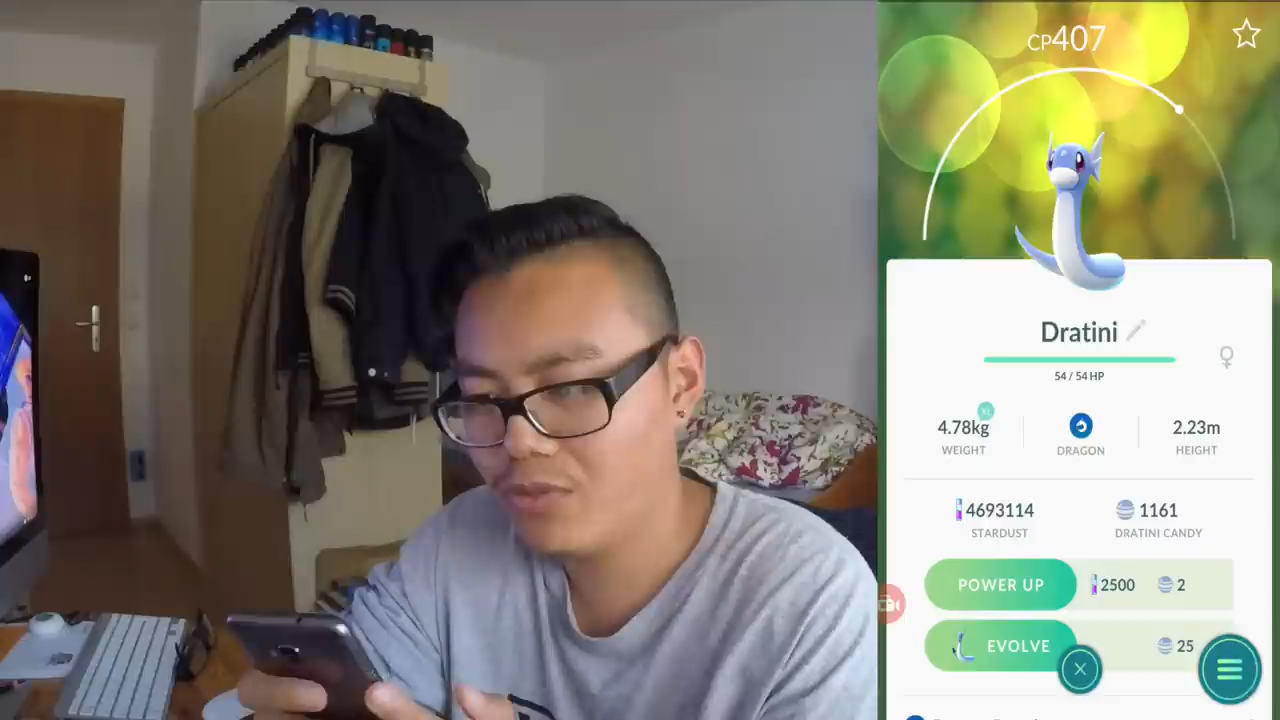 CP407
Dratini
54 / 54 HP
XL
4.78kg
WEIGHT
DRAGON
2.23m
HEIGHT
4693114
STARDUST
1161
DRATINI CANDY
POWER UP
2500
2
EVOLVE
25